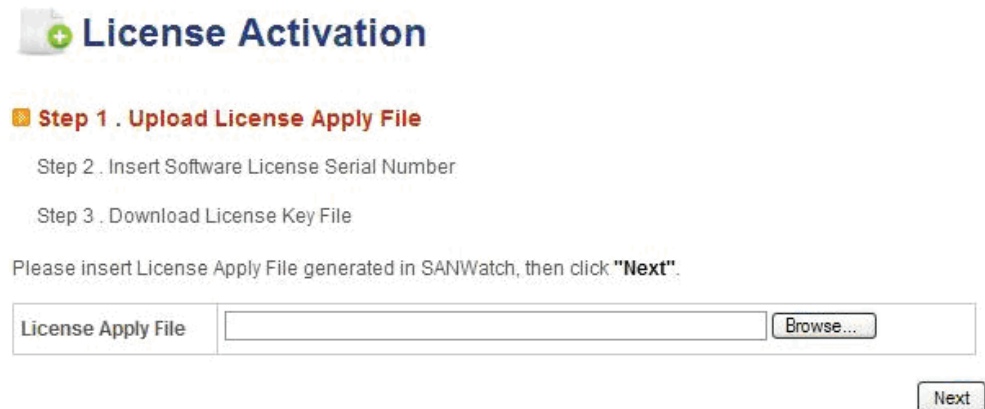 License Activation
Step 1 . Upload License Apply File
Step 2 . Insert Software License Serial Number
Step 3 . Download License Key File
Please insert License Apply File generated in SANWatch, then click "Next".
License Apply File Browse...
Next